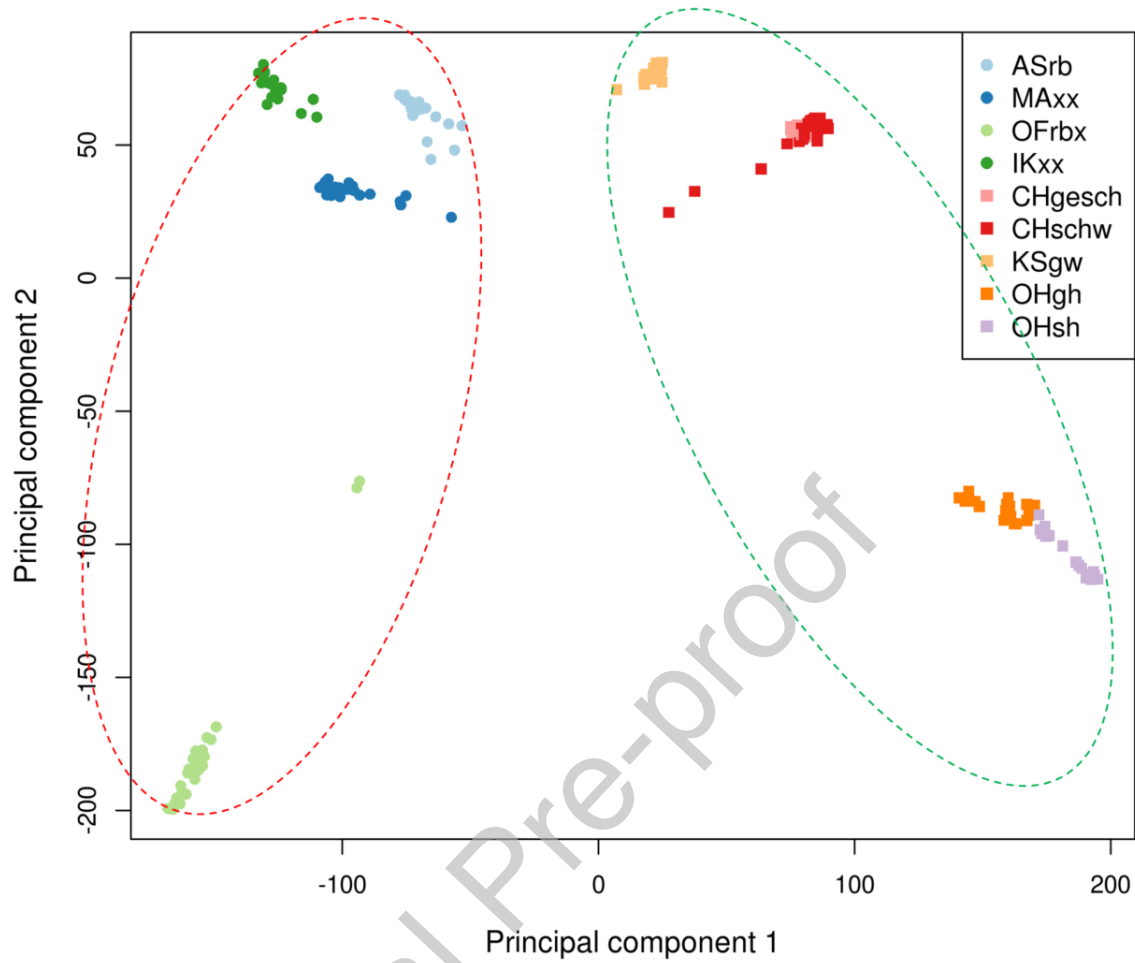 ASrb
MAxx
OFrbx
IKxx
CHgesch
CHschw
KSgw
OHgh
OHsh
Principal component 2
50
0
-50
-100
-150
-200
-100
0
100
200
Principal component 1
l Pre-proof